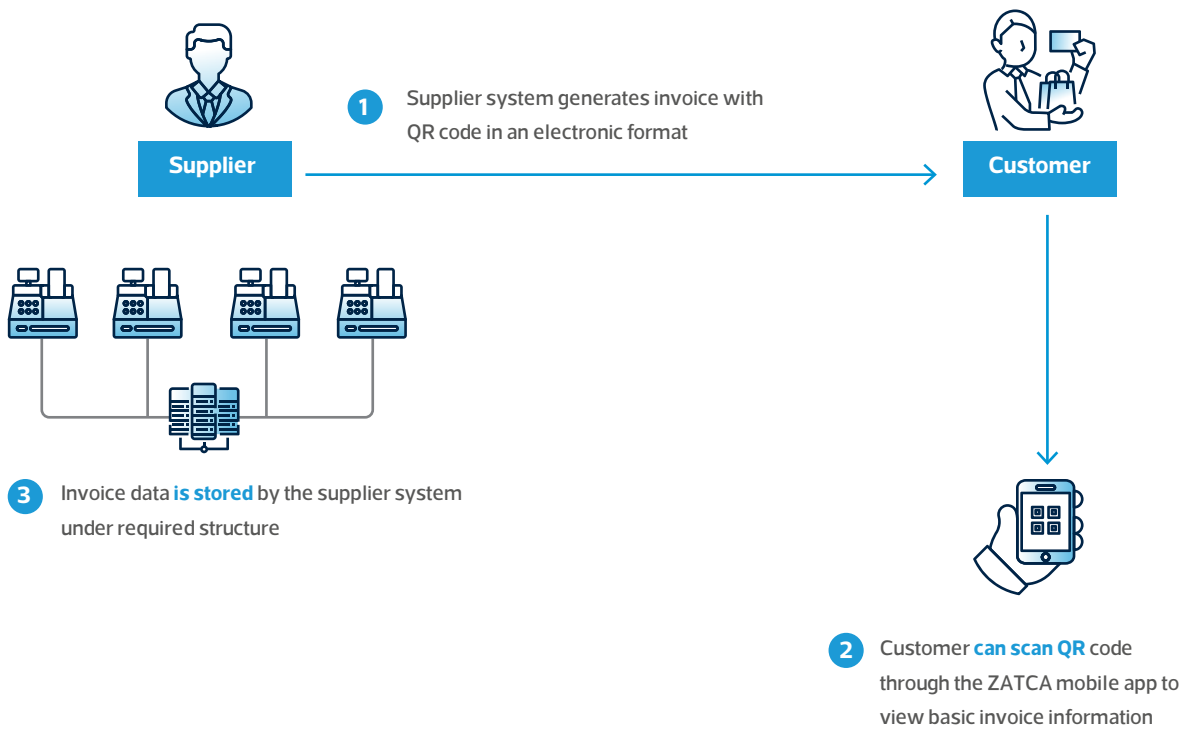 1
Supplier system generates invoice with
QR code in an electronic format
Supplier
Customer
3
Invoice data is stored by the supplier system
under required structure
2
Customer can scan QR code
through the ZATCA mobile app to
view basic invoice information